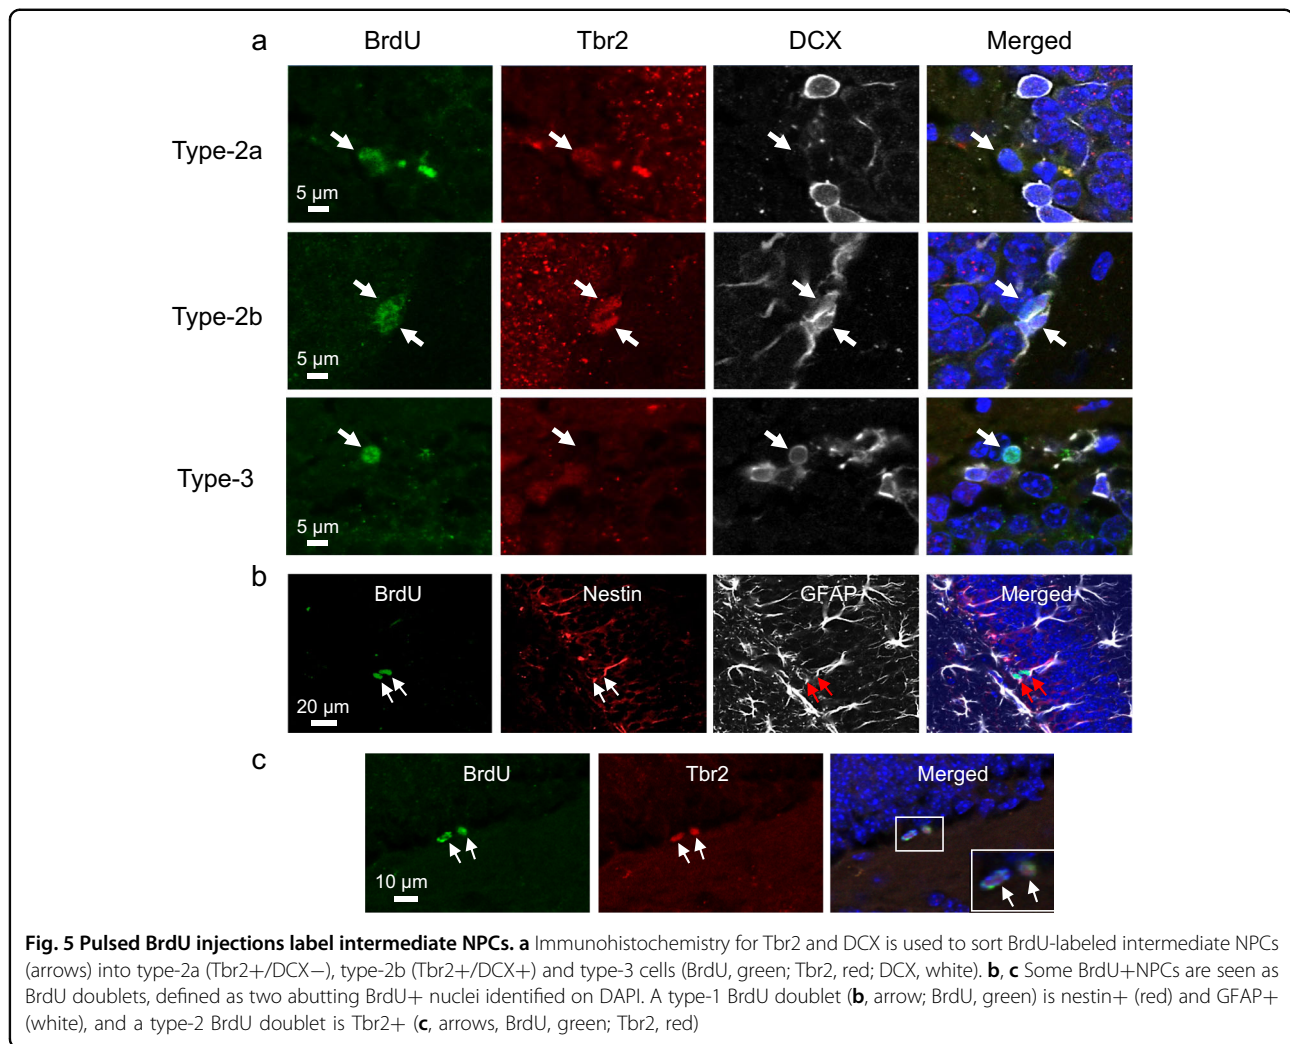 a
BrdU Tbr2 DCX Merged
Type-2a
5 µm
Type-2b
5 µm
Type-3
5 µm
b
BrdU Nestin GFAP Merged
20 µm
c
BrdU Tbr2 Merged
10 µm
Fig. 5 Pulsed BrdU injections label intermediate NPCs. a Immunohistochemistry for Tbr2 and DCX is used to sort BrdU-labeled intermediate NPCs
(arrows) into type-2a (Tbr2+/DCX−), type-2b (Tbr2+/DCX+) and type-3 cells (BrdU, green; Tbr2, red; DCX, white). b, c Some BrdU+NPCs are seen as
BrdU doublets, defined as two abutting BrdU+ nuclei identified on DAPI. A type-1 BrdU doublet (b, arrow; BrdU, green) is nestin+ (red) and GFAP+
(white), and a type-2 BrdU doublet is Tbr2+ (c, arrows, BrdU, green; Tbr2, red)